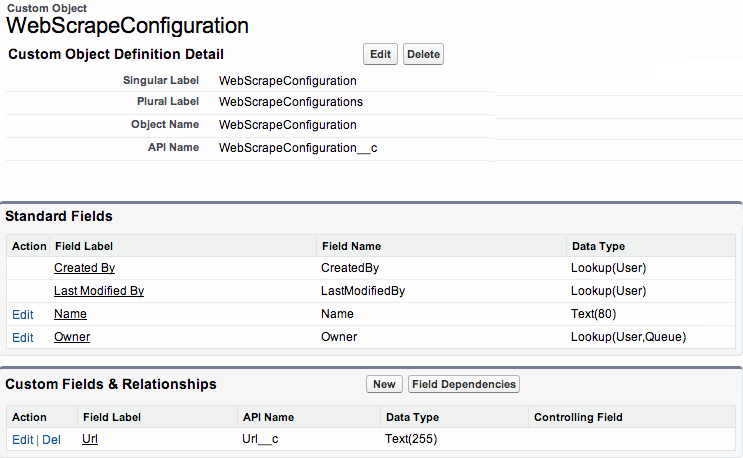 Custom Object
WebScrapeConfiguration
Custom Object Definition Detail Edit Delete
Singular Label WebScrapeConfiguration
Plural Label WebScrapeConfigurations
Object Name WebScrapeConfiguration
API Name WebScrapeConfiguration__c
Standard Fields
Action Field Label Field Name Data Type
Created By CreatedBy Lookup(User)
Last Modified By LastModifiedBy Lookup(User)
Edit Name Name Text(80)
Edit Owner Owner Lookup(User,Queue)
Custom Fields & Relationships New Field Dependencies
Action Field Label API Name Data Type Controlling Field
Edit | Del Url Url__c Text(255)